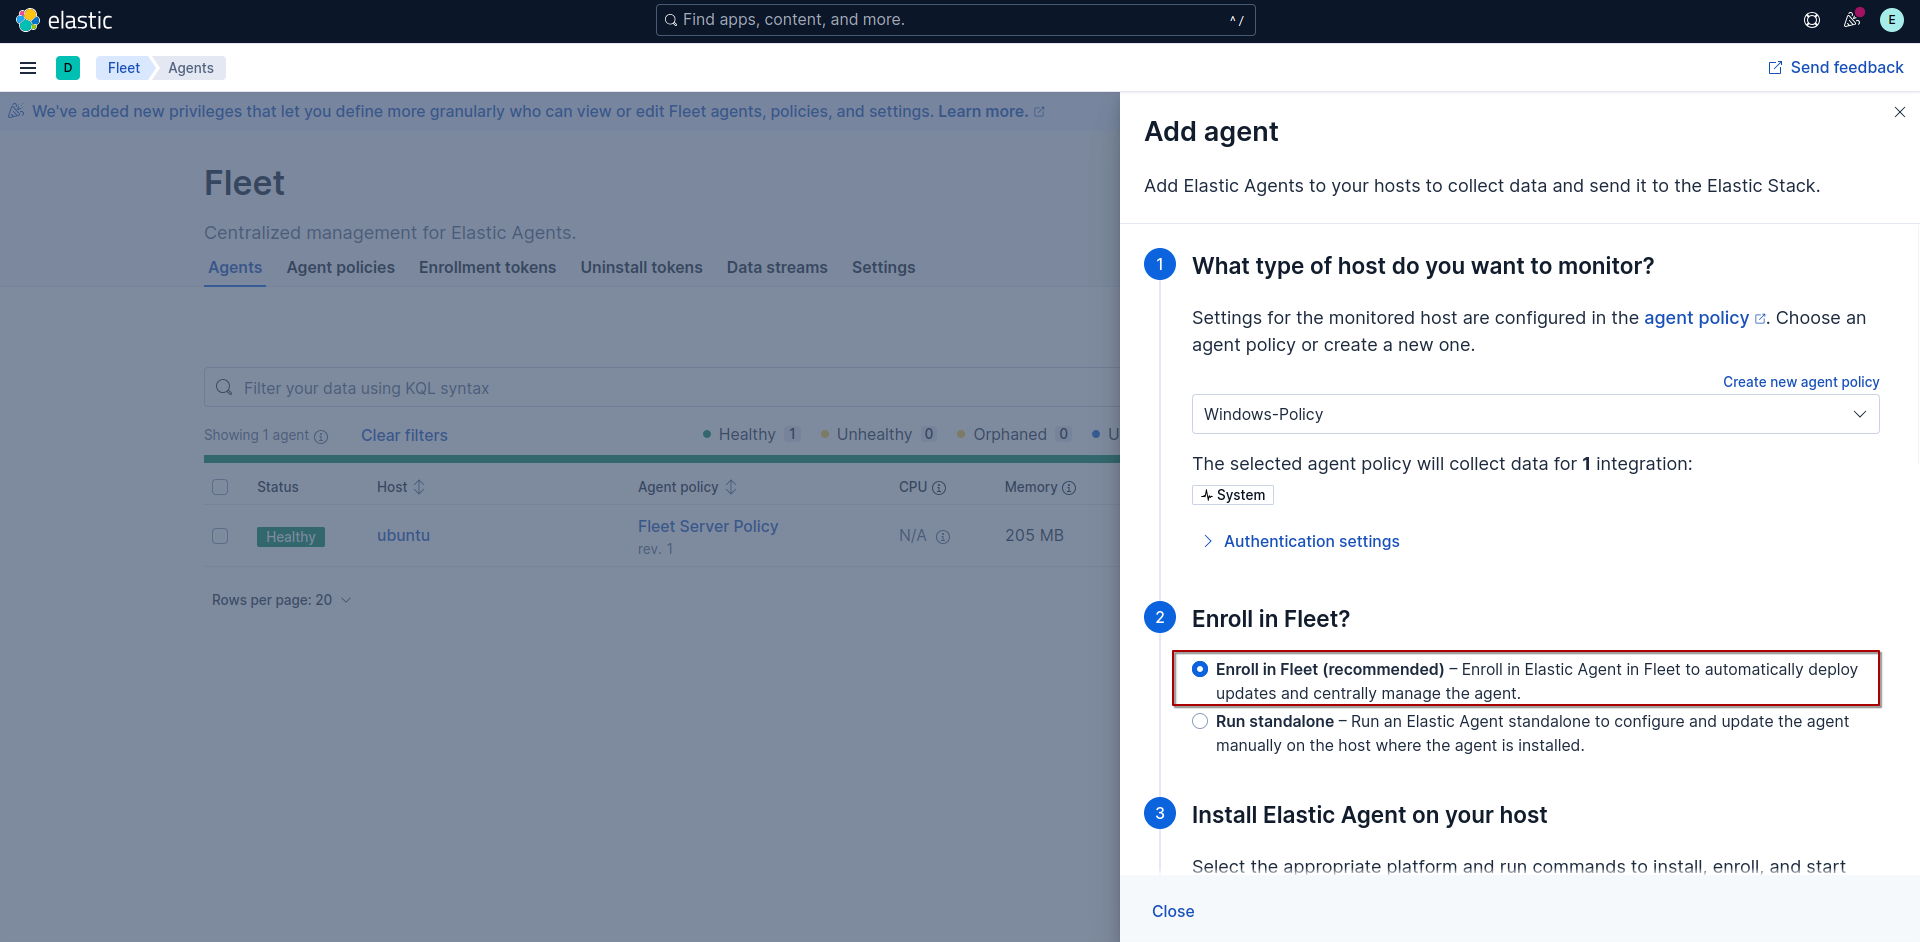 elastic
Find apps, content, and more.
^ /
E
D
Fleet
Agents
Send feedback
We've added new privileges that let you define more granularly who can view or edit Fleet agents, policies, and settings. Learn more.
Fleet
Centralized management for Elastic Agents.
Agents
Agent policies
Enrollment tokens
Uninstall tokens
Data streams
Settings
Filter your data using KQL syntax
Showing 1 agent
Clear filters
Healthy 1
Unhealthy 0
Orphaned 0
U
Status
Host
Agent policy
CPU
Memory
Healthy
ubuntu
Fleet Server Policy
rev. 1
N/A
205 MB
Rows per page: 20
Add agent
Add Elastic Agents to your hosts to collect data and send it to the Elastic Stack.
1
What type of host do you want to monitor?
Settings for the monitored host are configured in the agent policy. Choose an
agent policy or create a new one.
Create new agent policy
Windows-Policy
The selected agent policy will collect data for 1 integration:
System
Authentication settings
2
Enroll in Fleet?
Enroll in Fleet (recommended) – Enroll in Elastic Agent in Fleet to automatically deploy
updates and centrally manage the agent.
Run standalone – Run an Elastic Agent standalone to configure and update the agent
manually on the host where the agent is installed.
3
Install Elastic Agent on your host
Select the appropriate platform and run commands to install, enroll, and start
Close